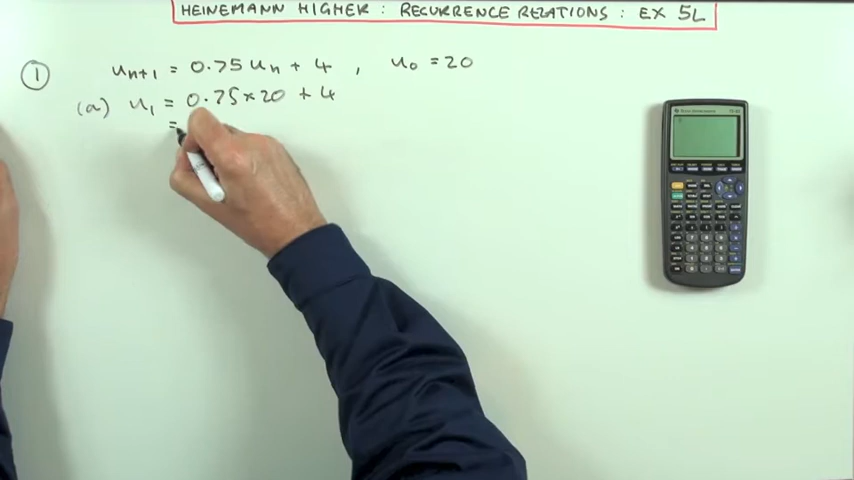 HEINEMANN HIGHER : RECURRENCE RELATIONS : EX 5L
① uₙ₊₁ = 0.75 uₙ + 4 , u₀ = 20
(a) u₁ = 0.75 × 20 + 4
=